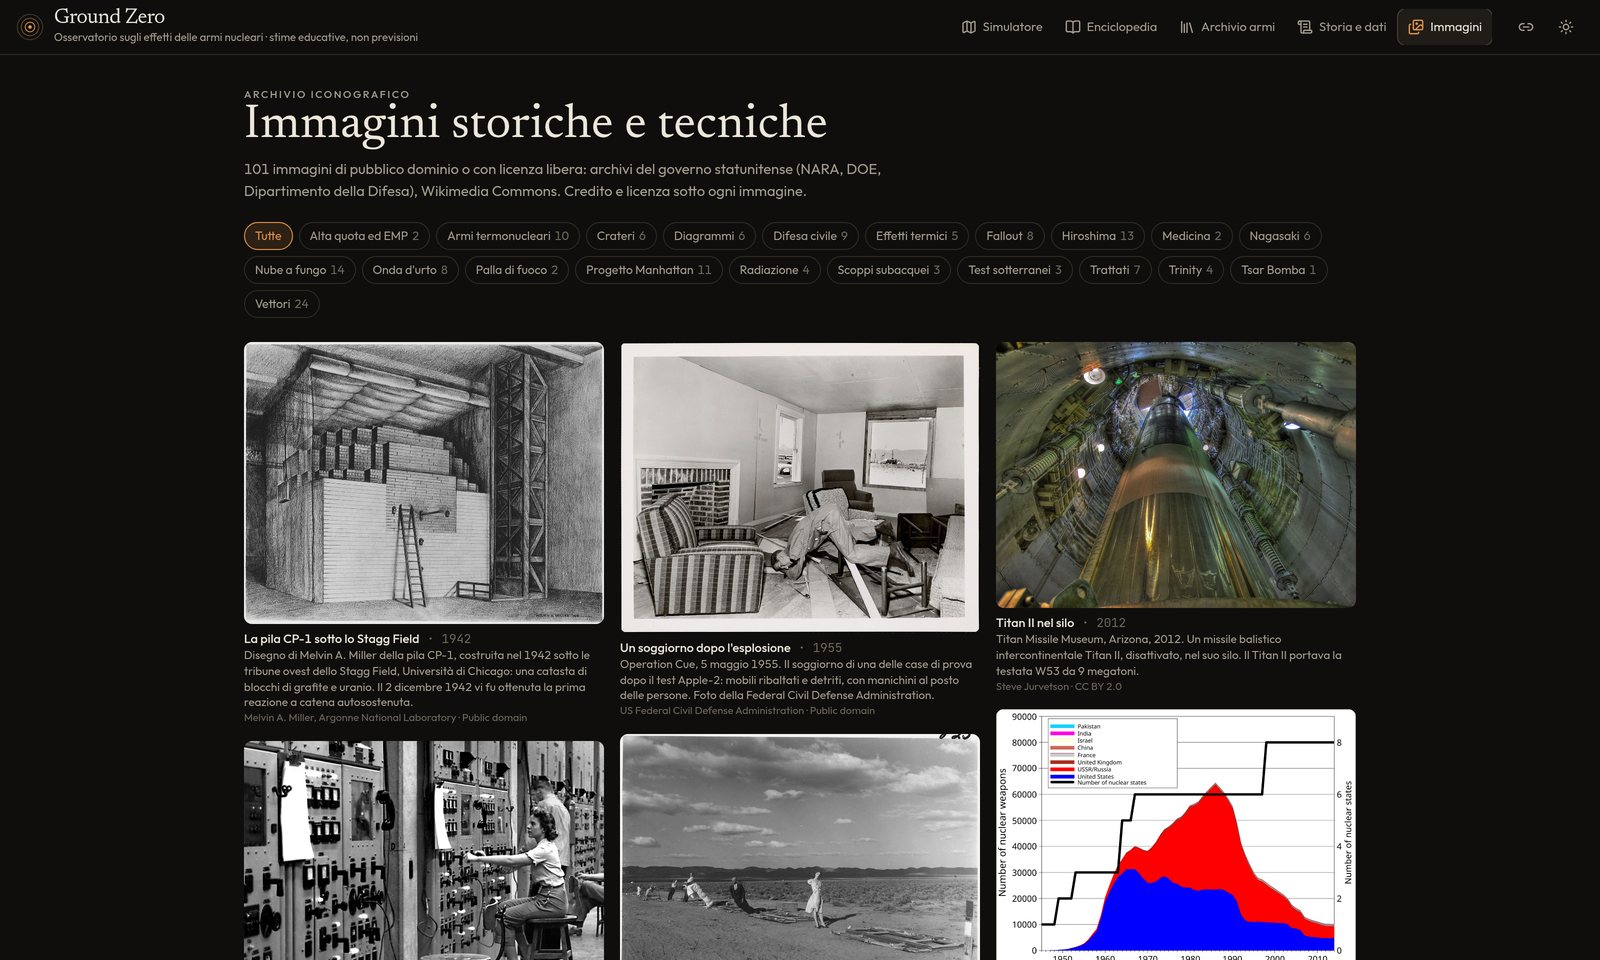 Ground Zero
Osservatorio sugli effetti delle armi nucleari · stime educative, non previsioni
Simulatore
Enciclopedia
Archivio armi
Storia e dati
Immagini
ARCHIVIO ICONOGRAFICO
Immagini storiche e tecniche
101 immagini di pubblico dominio o con licenza libera: archivi del governo statunitense (NARA, DOE,
Dipartimento della Difesa), Wikimedia Commons. Credito e licenza sotto ogni immagine.
Tutte
Alta quota ed EMP 2
Armi termonucleari 10
Crateri 6
Diagrammi 6
Difesa civile 9
Effetti termici 5
Fallout 8
Hiroshima 13
Medicina 2
Nagasaki 6
Nube a fungo 14
Onda d'urto 8
Palla di fuoco 2
Progetto Manhattan 11
Radiazione 4
Scoppi subacquei 3
Test sotterranei 3
Trattati 7
Trinity 4
Tsar Bomba 1
Vettori 24
La pila CP-1 sotto lo Stagg Field · 1942
Disegno di Melvin A. Miller della pila CP-1, costruita nel 1942 sotto le
tribune ovest dello Stagg Field, Università di Chicago: una catasta di
blocchi di grafite e uranio. Il 2 dicembre 1942 vi fu ottenuta la prima
reazione a catena autosostenuta.
Melvin A. Miller, Argonne National Laboratory · Public domain
Un soggiorno dopo l'esplosione · 1955
Operation Cue, 5 maggio 1955. Il soggiorno di una delle case di prova
dopo il test Apple-2: mobili ribaltati e detriti, con manichini al posto
delle persone. Foto della Federal Civil Defense Administration.
US Federal Civil Defense Administration · Public domain
Titan II nel silo · 2012
Titan Missile Museum, Arizona, 2012. Un missile balistico
intercontinentale Titan II, disattivato, nel suo silo. Il Titan II portava la
testata W53 da 9 megatoni.
Steve Jurvetson · CC BY 2.0
Number of nuclear weapons
90000
80000
70000
60000
50000
40000
30000
20000
10000
0
Pakistan
India
Israel
China
France
United Kingdom
USSR/Russia
United States
Number of nuclear states
8
6
4
2
0
Number of nuclear states
1950
1960
1970
1980
1990
2000
2010